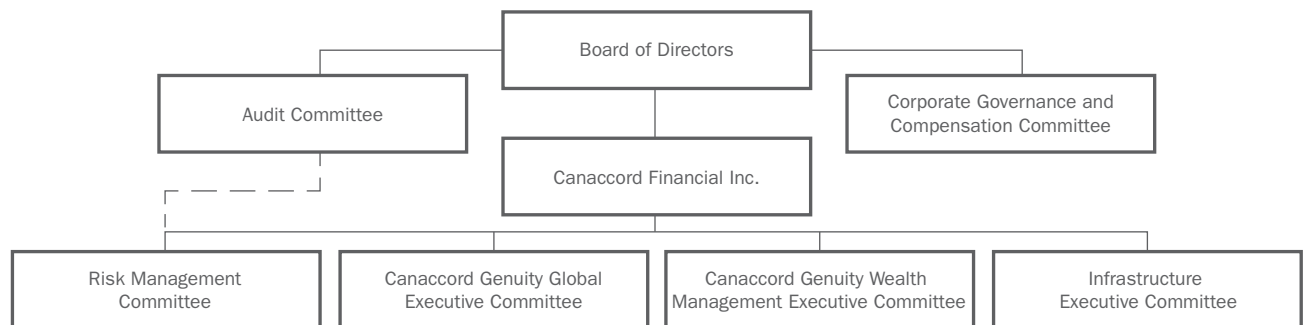 Board of Directors
Audit Committee
Corporate Governance and
Compensation Committee
Canaccord Financial Inc.
Risk Management
Committee
Canaccord Genuity Global
Executive Committee
Canaccord Genuity Wealth
Management Executive Committee
Infrastructure
Executive Committee